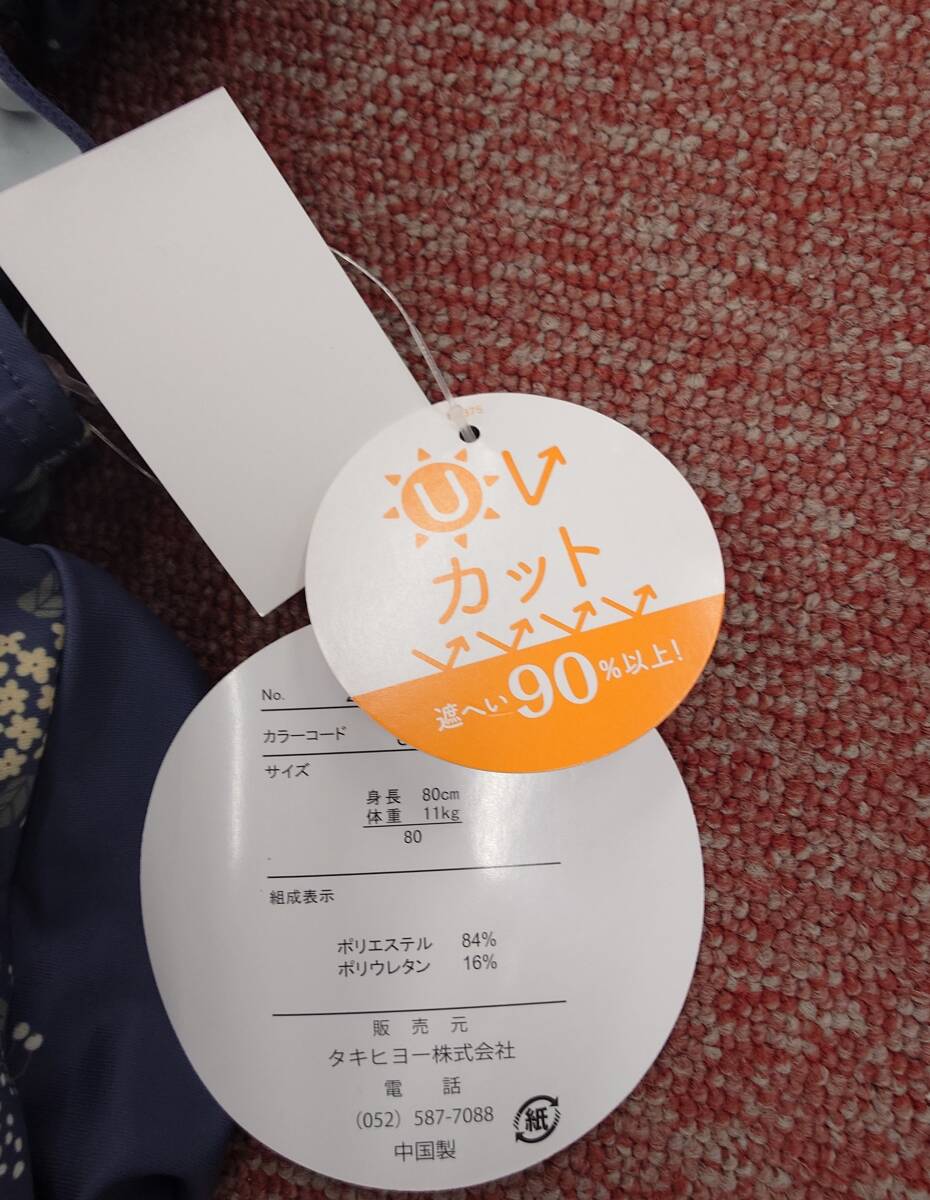 UV
カット
遮へい90%以上!
No.
カラーコード
サイズ
身長 80cm
体重 11kg
80
組成表示
ポリエステル 84%
ポリウレタン 16%
販売元
タキヒヨー株式会社
電話
(052) 587-7088
紙
中国製